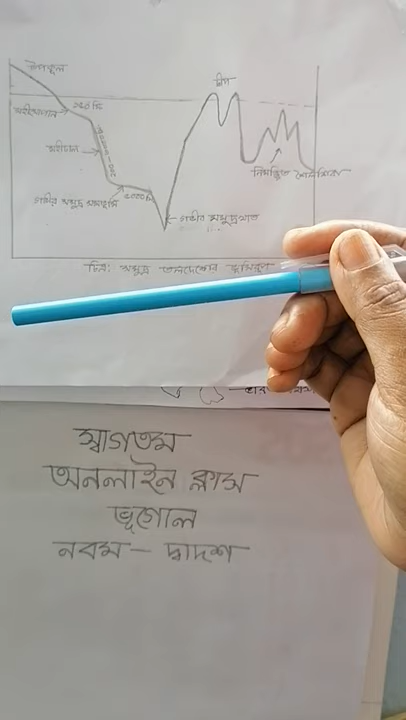 উপকূল
দ্বীপ
মহীসোপান
মহীঢাল
নিমজ্জিত শৈলশিরা
গভীর সমুদ্র সমভূমি
গভীর সমুদ্রখাত
চিত্র: সমুদ্র তলদেশের ভূমিরূপ
স্বাগতম
অনলাইন ক্লাস
ভূগোল
নবম - দ্বাদশ